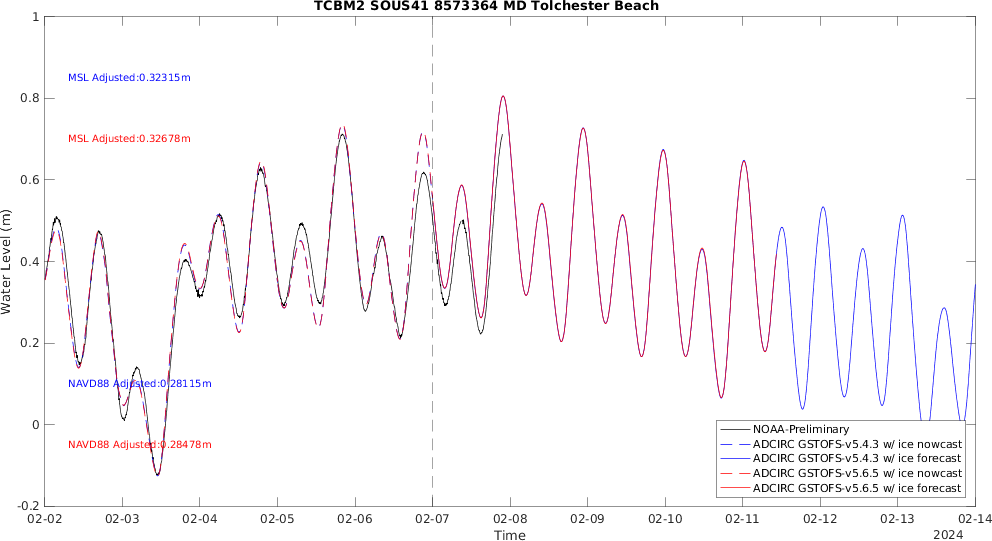 TCBM2 SOUS41 8573364 MD Tolchester Beach
1
0.8
0.6
0.4
0.2
0
-0.2
Water Level (m)
MSL Adjusted:0.32315m
MSL Adjusted:0.32678m
NAVD88 Adjusted:0.28115m
NAVD88 Adjusted:0.28478m
NOAA-Preliminary
ADCIRC GSTOFS-v5.4.3 w/ ice nowcast
ADCIRC GSTOFS-v5.4.3 w/ ice forecast
ADCIRC GSTOFS-v5.6.5 w/ ice nowcast
ADCIRC GSTOFS-v5.6.5 w/ ice forecast
02-02 02-03 02-04 02-05 02-06 02-07 02-08 02-09 02-10 02-11 02-12 02-13 02-14
Time
2024